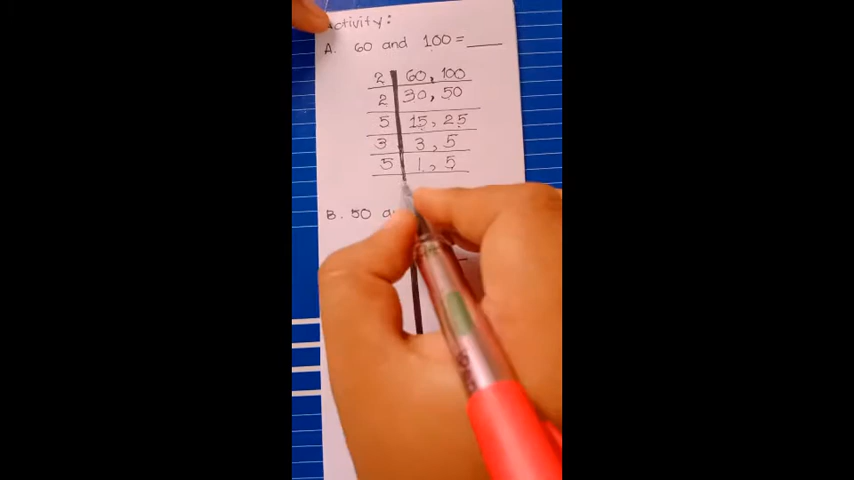 Activity:
A. 60 and 100 = ____
2 60, 100
2 30, 50
5 15, 25
3 3, 5
5 1, 5
B. 50